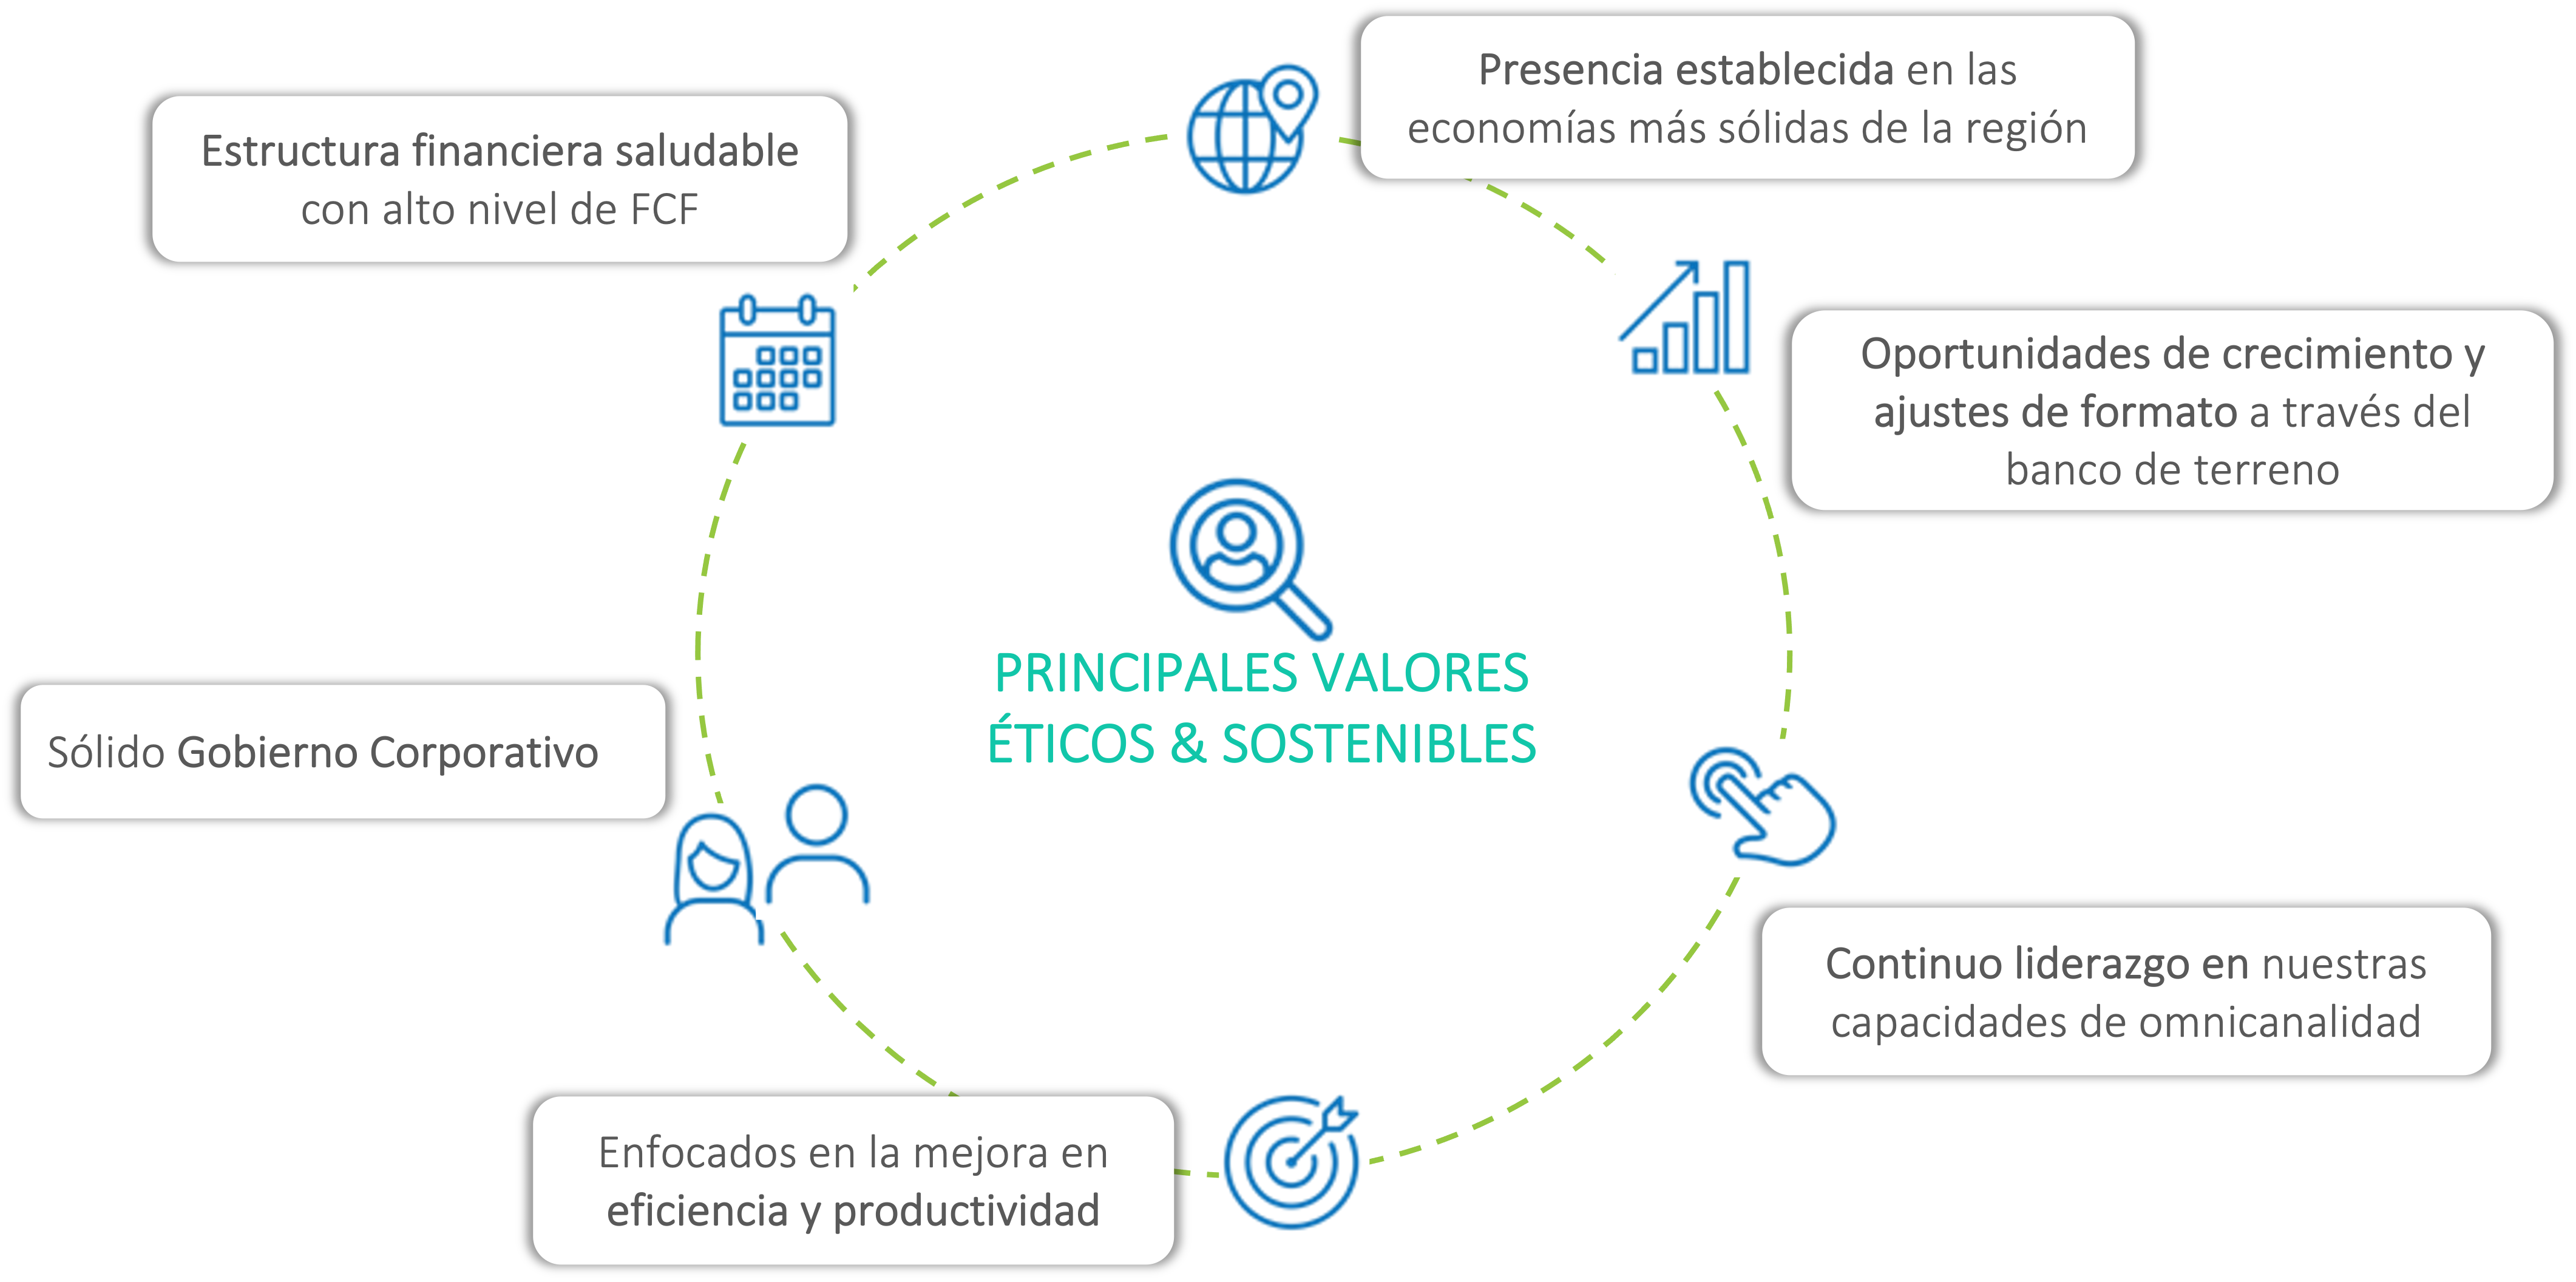 Presencia establecida en las
economías más sólidas de la región
Estructura financiera saludable
con alto nivel de FCF
Oportunidades de crecimiento y
ajustes de formato a través del
banco de terreno
PRINCIPALES VALORES
ÉTICOS & SOSTENIBLES
Sólido Gobierno Corporativo
Continuo liderazgo en nuestras
capacidades de omnicanalidad
Enfocados en la mejora en
eficiencia y productividad